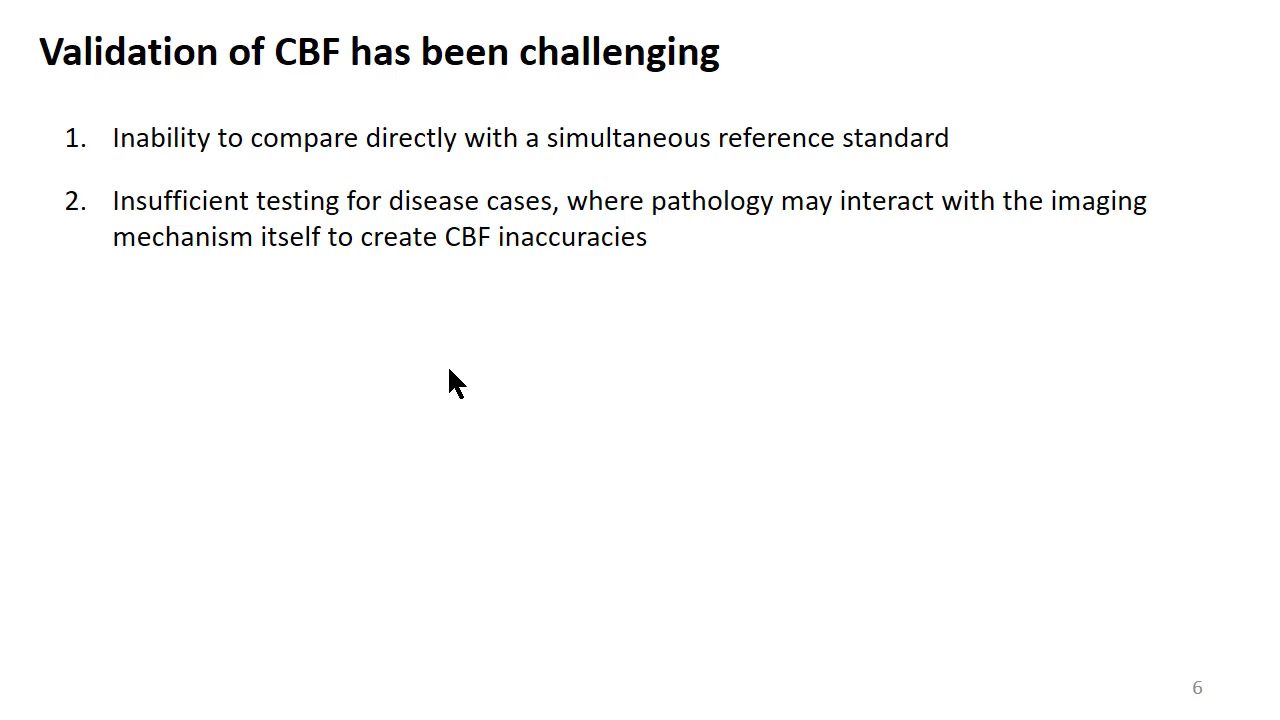 Validation of CBF has been challenging
1. Inability to compare directly with a simultaneous reference standard
2. Insufficient testing for disease cases, where pathology may interact with the imaging
mechanism itself to create CBF inaccuracies
6